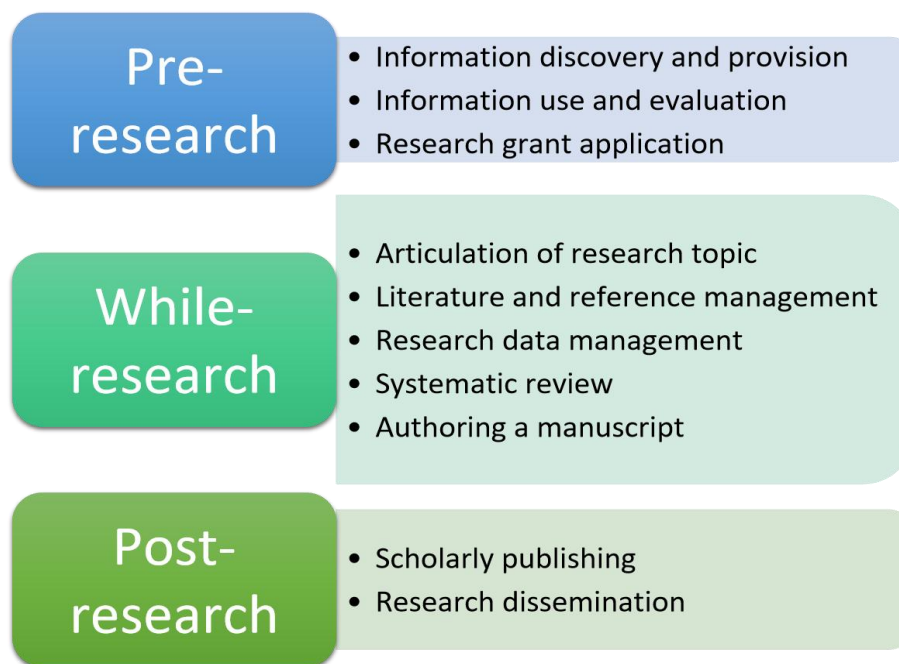 Pre-
research
• Information discovery and provision
• Information use and evaluation
• Research grant application
While-
research
• Articulation of research topic
• Literature and reference management
• Research data management
• Systematic review
• Authoring a manuscript
Post-
research
• Scholarly publishing
• Research dissemination